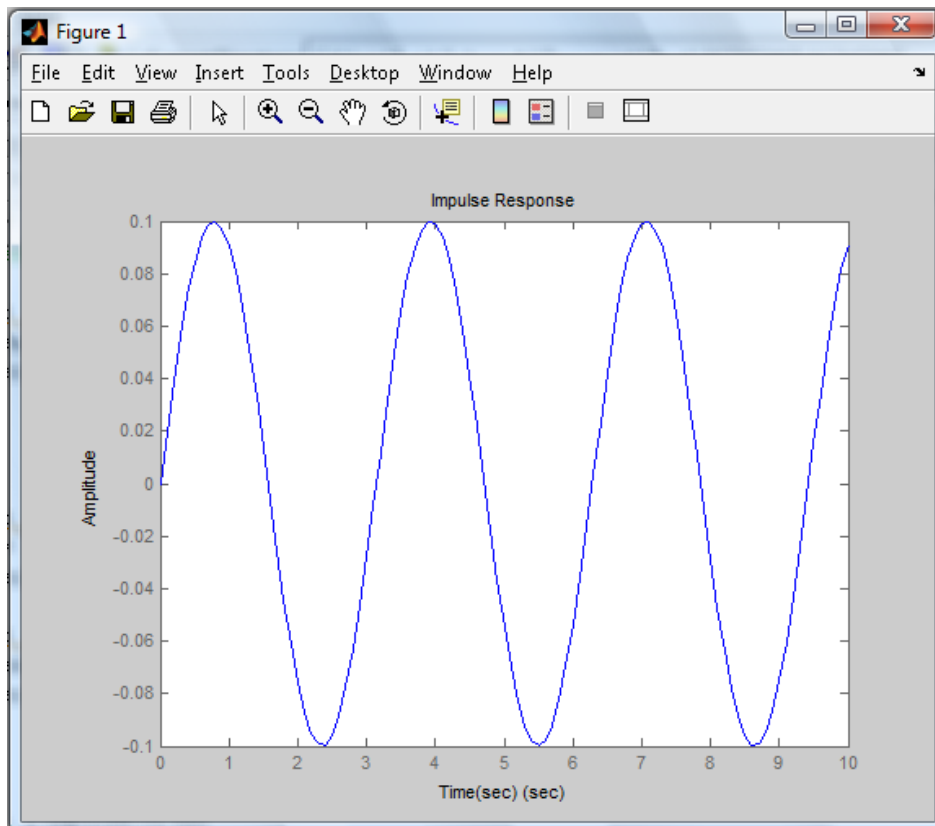 Figure 1
File Edit View Insert Tools Desktop Window Help
Impulse Response
0.1
0.08
0.06
0.04
0.02
0
-0.02
-0.04
-0.06
-0.08
-0.1
Amplitude
0 1 2 3 4 5 6 7 8 9 10
Time(sec) (sec)